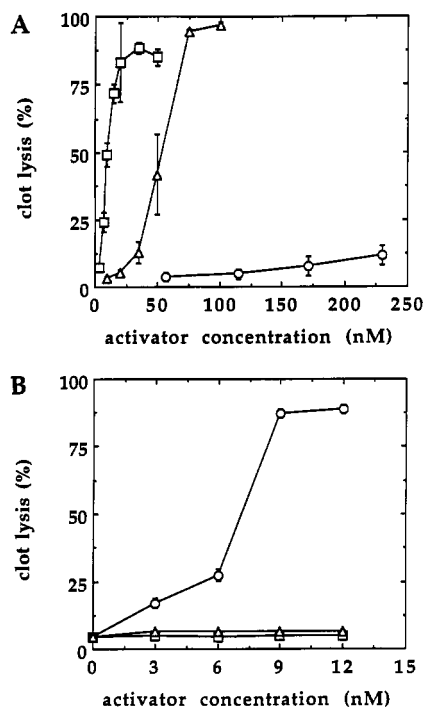 A
100
75
50
25
0
clot lysis (%)
0 50 100 150 200 250
activator concentration (nM)
B
100
75
50
25
0
clot lysis (%)
0 3 6 9 12 15
activator concentration (nM)